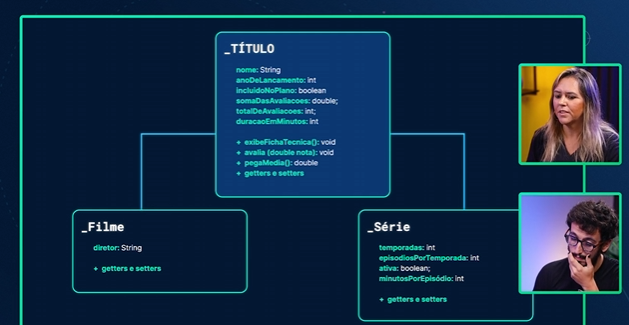 _TÍTULO
nome: String
anoDeLancamento: int
incluidoNoPlano: boolean
somaDasAvaliacoes: double;
totalDeAvaliacoes: int;
duracaoEmMinutos: int
+ exibeFichaTecnica(): void
+ avalia (double nota): void
+ pegaMedia(): double
+ getters e setters
_Filme
diretor: String
+ getters e setters
_Série
temporadas: int
episodiosPorTemporada: int
ativa: boolean;
minutosPorEpisódio: int
+ getters e setters